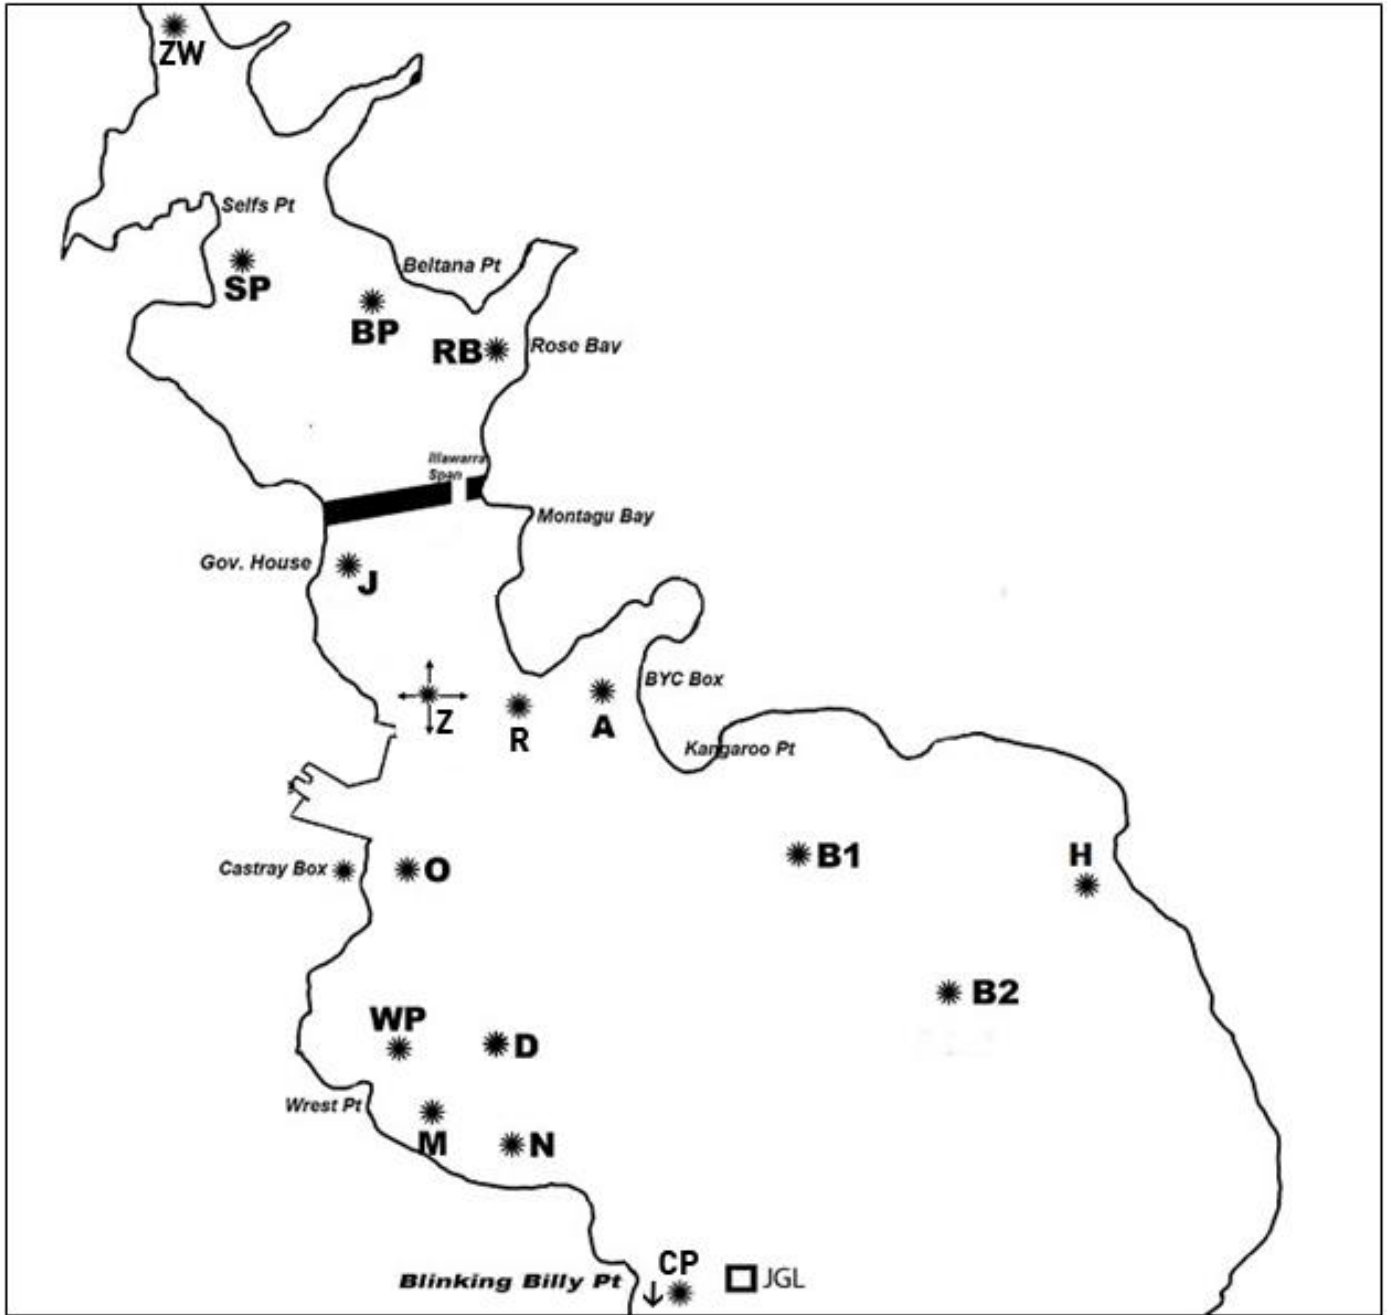 ZW
Selfs Pt
Beltana Pt
SP
BP
RB
Rose Bay
Illawarra
Span
Montagu Bay
Gov. House
J
BYC Box
Z
R
A
Kangaroo Pt
Castray Box
O
B1
H
B2
WP
D
Wrest Pt
M
N
CP
Blinking Billy Pt
JGL